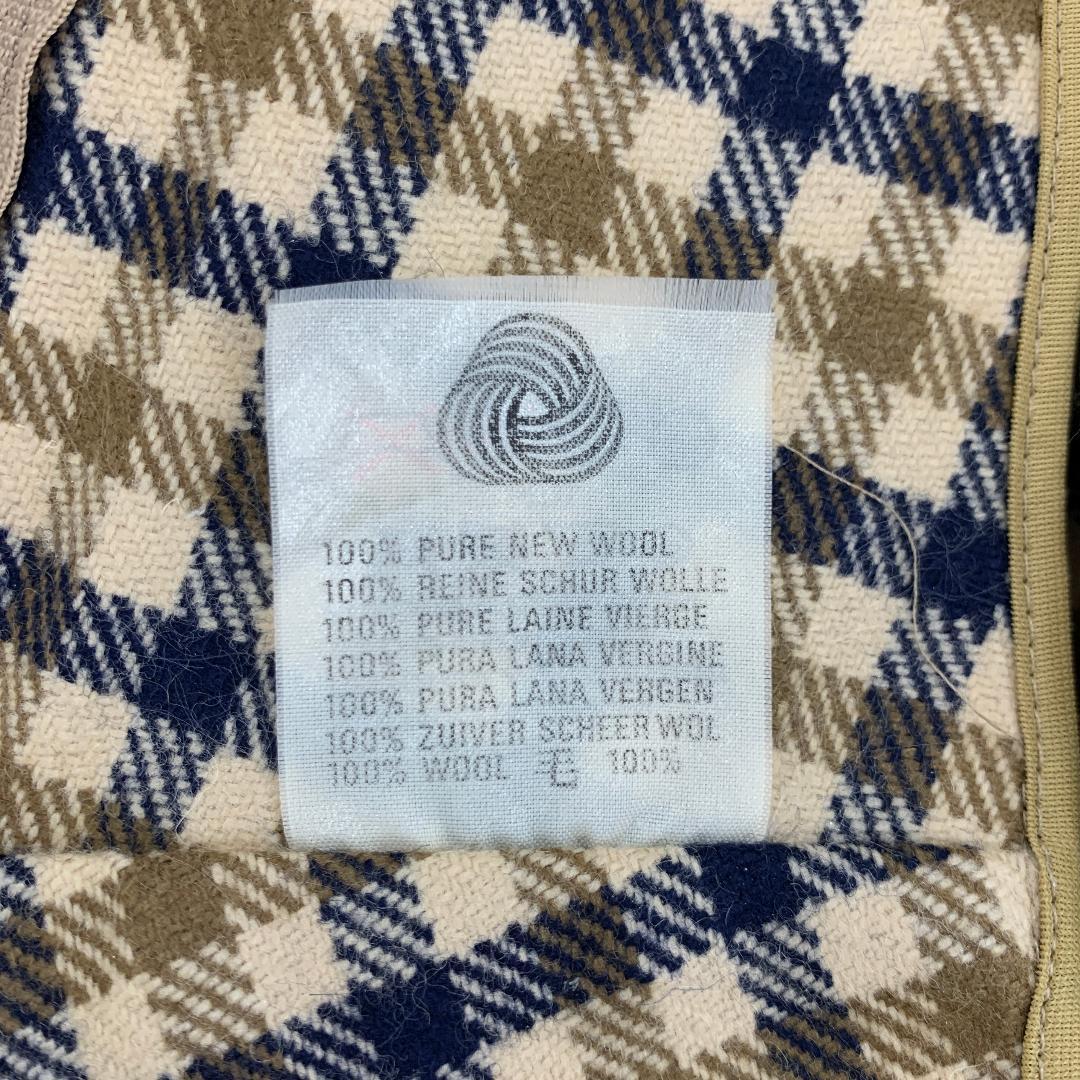 100% PURE NEW WOOL
100% REINE SCHUR WOLLE
100% PURE LAINE VIERGE
100% PURA LANA VERGINE
100% PURA LANA VERGEN
100% ZUIVER SCHEER WOL
100% WOOL 毛 100%